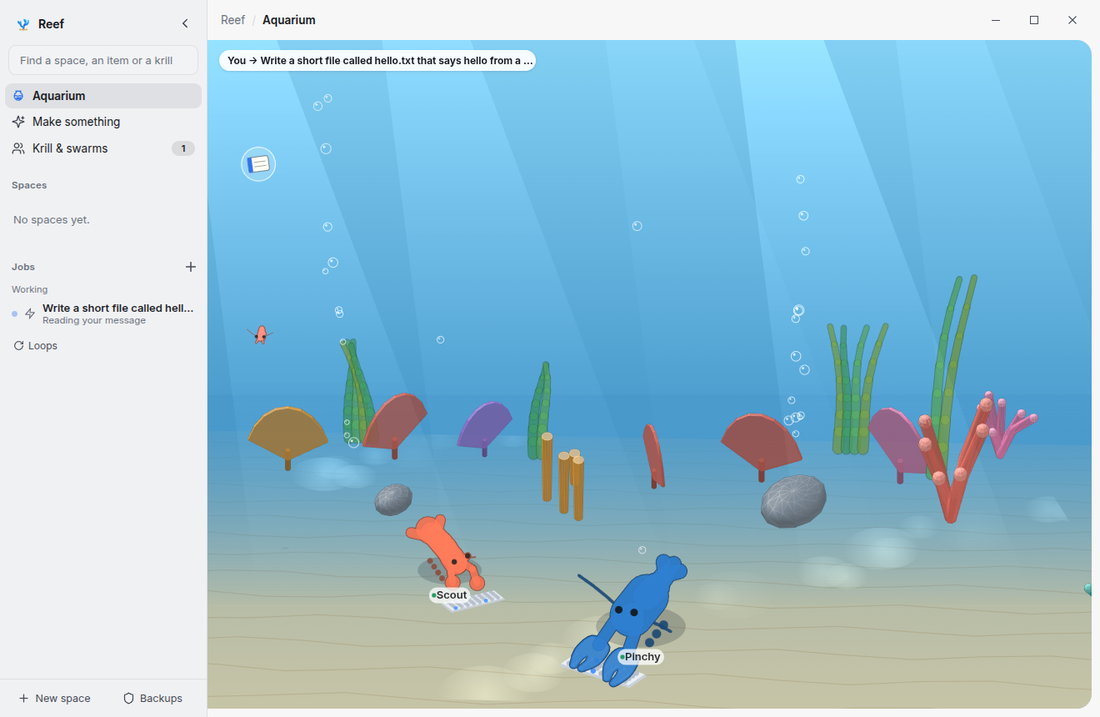 Reef
Reef / Aquarium
Find a space, an item or a krill
Aquarium
Make something
Krill & swarms 1
Spaces
No spaces yet.
Jobs
Working
Write a short file called hell...
Reading your message
Loops
New space
Backups
You → Write a short file called hello.txt that says hello from a ...
Scout
Pinchy